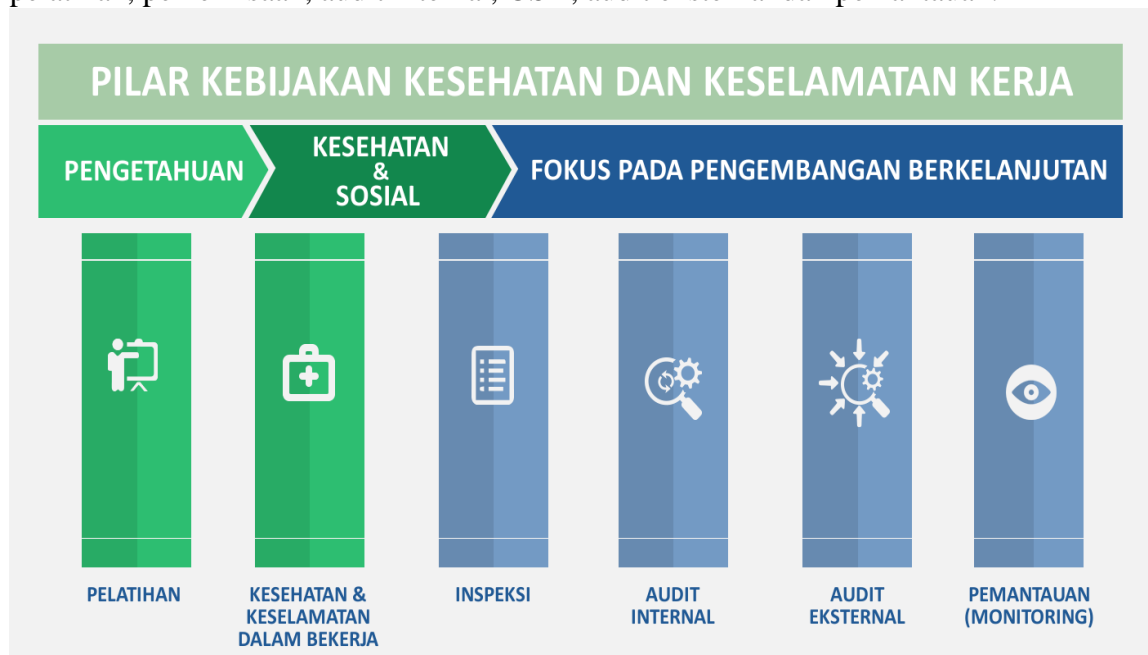 PILAR KEBIJAKAN KESEHATAN DAN KESELAMATAN KERJA
PENGETAHUAN
KESEHATAN
&
SOSIAL
FOKUS PADA PENGEMBANGAN BERKELANJUTAN
PELATIHAN
KESEHATAN &
KESELAMATAN
DALAM BEKERJA
INSPEKSI
AUDIT
INTERNAL
AUDIT
EKSTERNAL
PEMANTAUAN
(MONITORING)